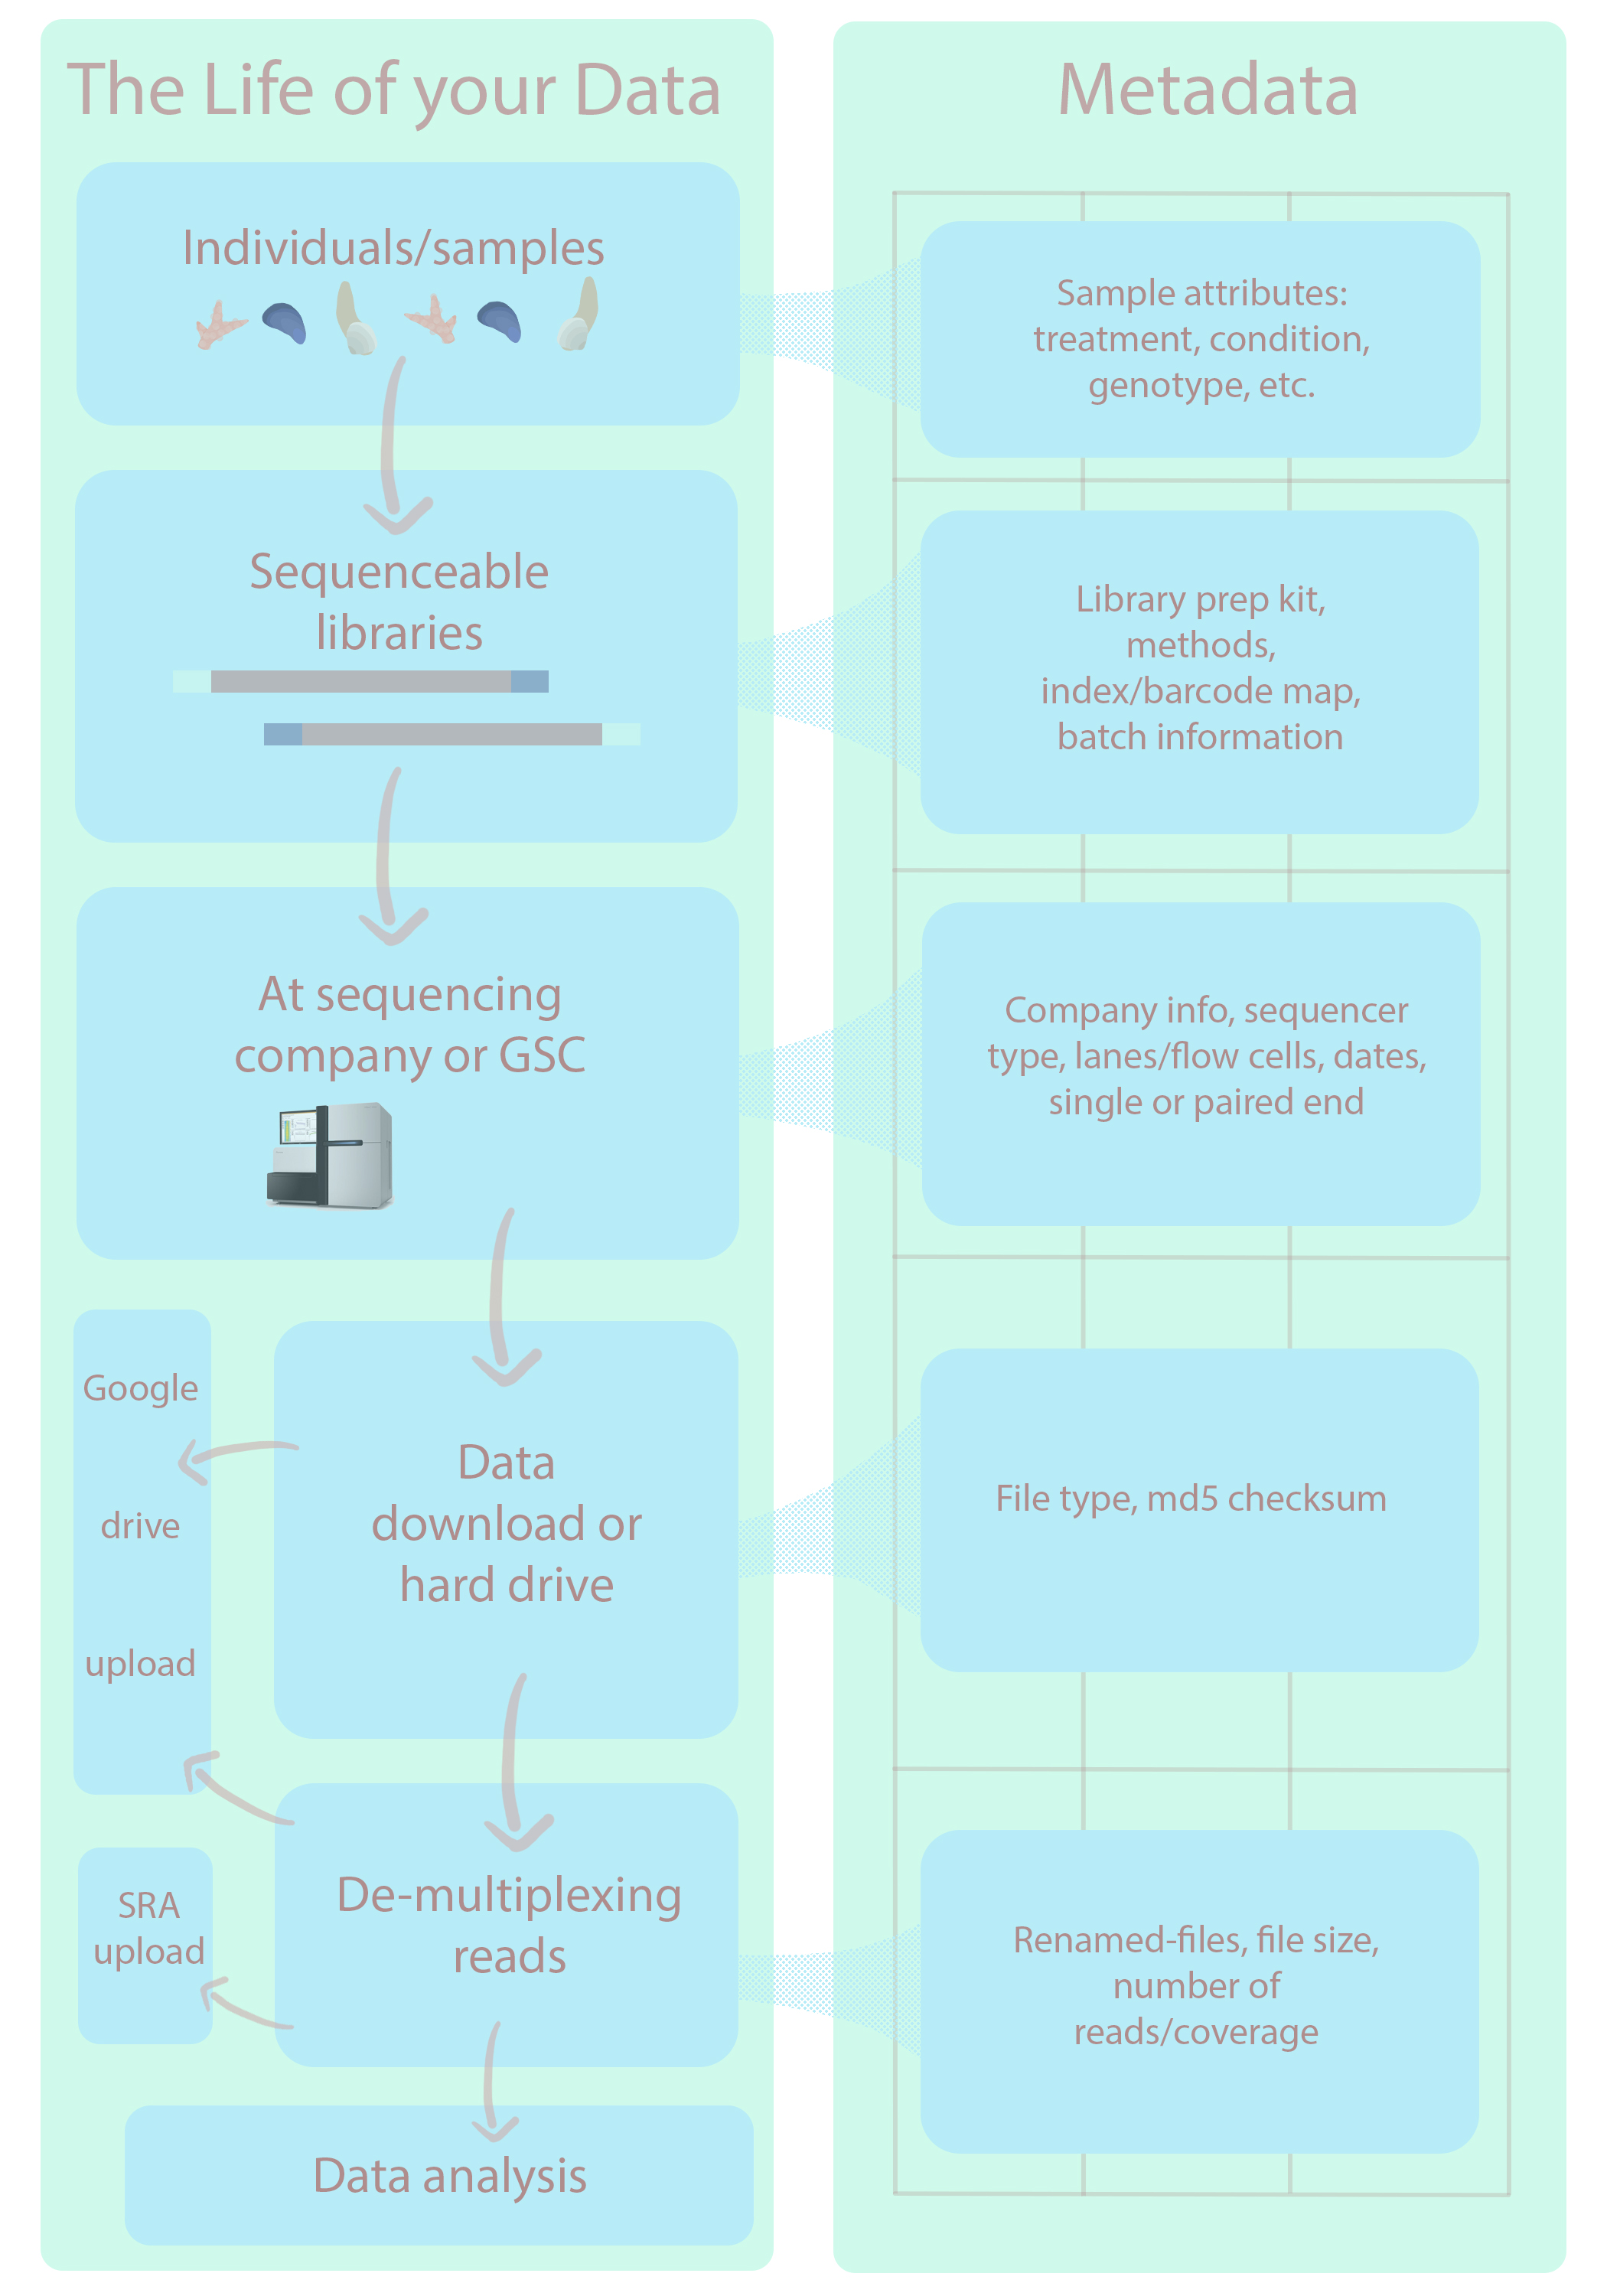 The Life of your Data
Individuals/samples
Sequenceable
libraries
At sequencing
company or GSC
Google
drive
upload
Data
download or
hard drive
SRA
upload
De-multiplexing
reads
Data analysis
Metadata
Sample attributes:
treatment, condition,
genotype, etc.
Library prep kit,
methods,
index/barcode map,
batch information
Company info, sequencer
type, lanes/flow cells, dates,
single or paired end
File type, md5 checksum
Renamed-files, file size,
number of
reads/coverage